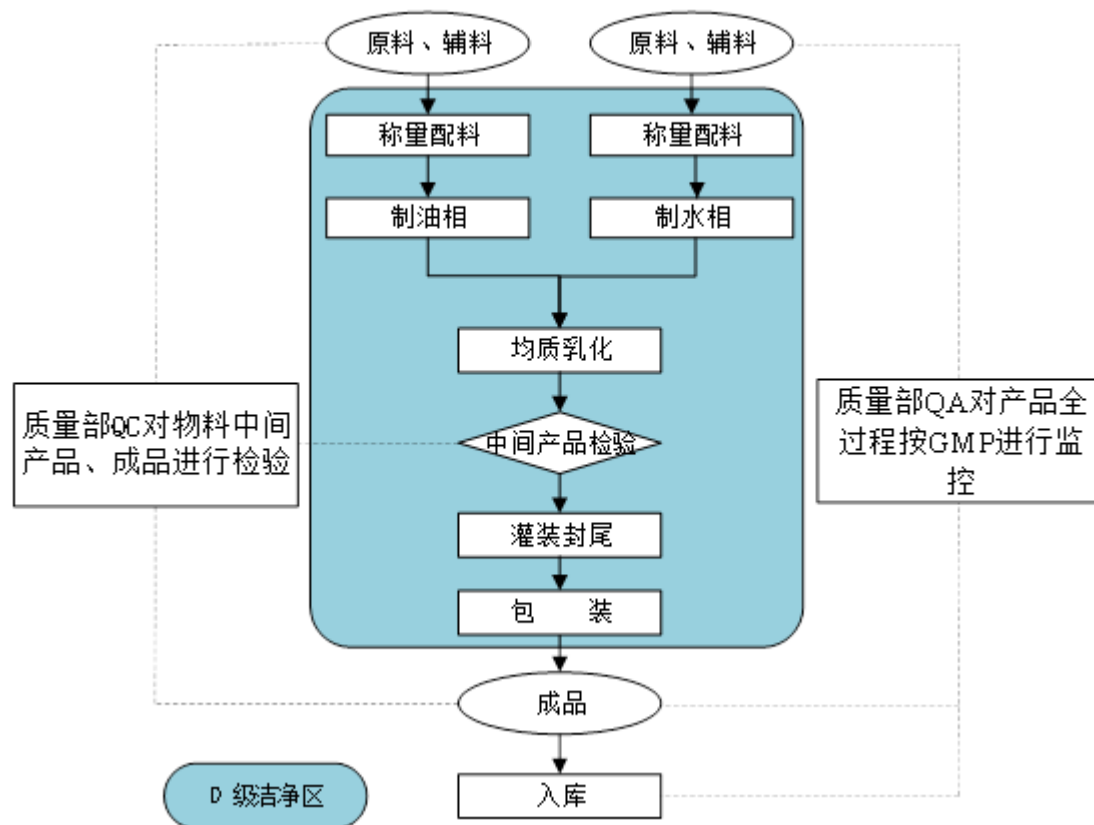 原料、辅料
原料、辅料
称量配料
称量配料
制油相
制水相
均质乳化
质量部QC对物料中间
产品、成品进行检验
中间产品检验
质量部QA对产品全
过程按GMP进行监
控
灌装封尾
包 装
成品
D 级洁净区
入库